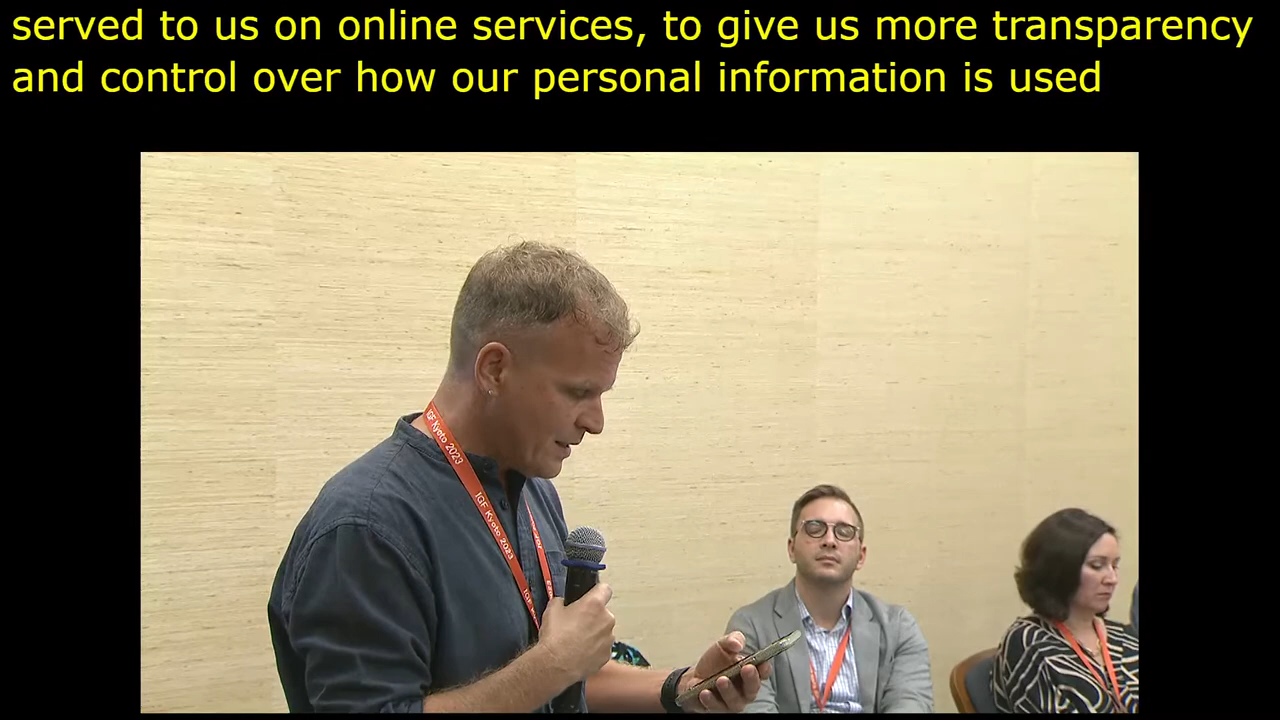 served to us on online services, to give us more transparency
and control over how our personal information is used
IGF Kyoto 2023
IGF Kyoto 2023